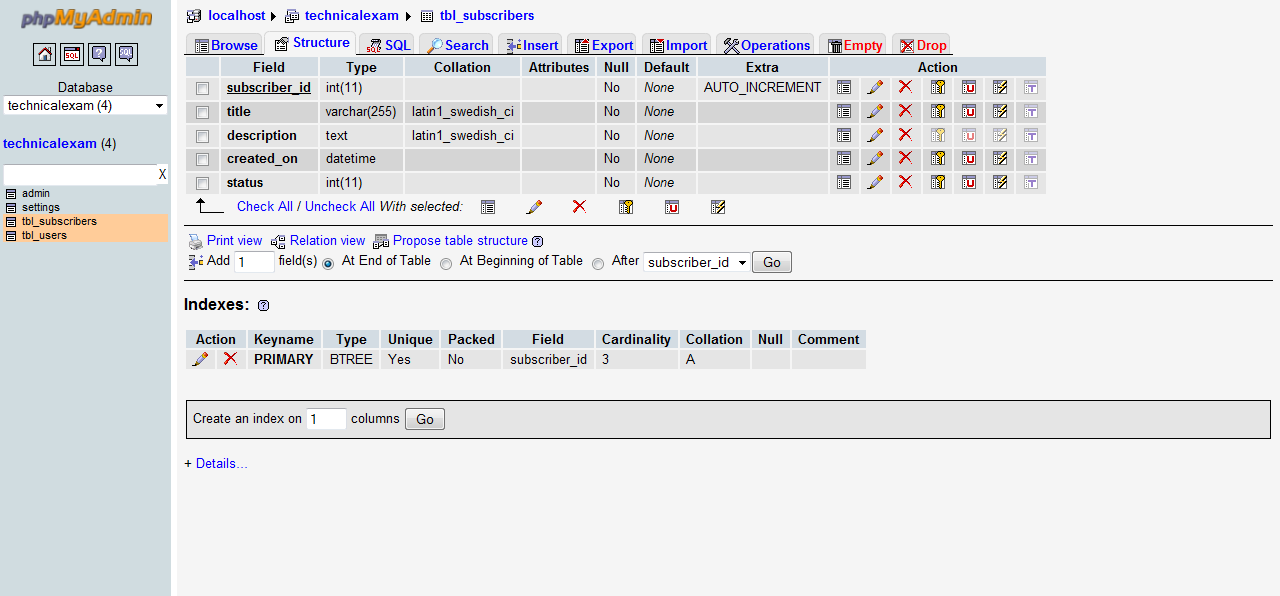 phpMyAdmin
SQL
SQL
Database
technicalexam (4)
technicalexam (4)
X
admin
settings
tbl_subscribers
tbl_users
localhost technicalexam tbl_subscribers
Browse Structure SQL Search Insert Export Import Operations Empty Drop
Field Type Collation Attributes Null Default Extra Action
subscriber_id int(11) No None AUTO_INCREMENT
title varchar(255) latin1_swedish_ci No None
description text latin1_swedish_ci No None
created_on datetime No None
status int(11) No None
Check All / Uncheck All With selected:
Print view Relation view Propose table structure ?
Add 1 field(s) At End of Table At Beginning of Table After subscriber_id Go
Indexes: ?
Action Keyname Type Unique Packed Field Cardinality Collation Null Comment
PRIMARY BTREE Yes No subscriber_id 3 A
Create an index on 1 columns Go
+ Details...